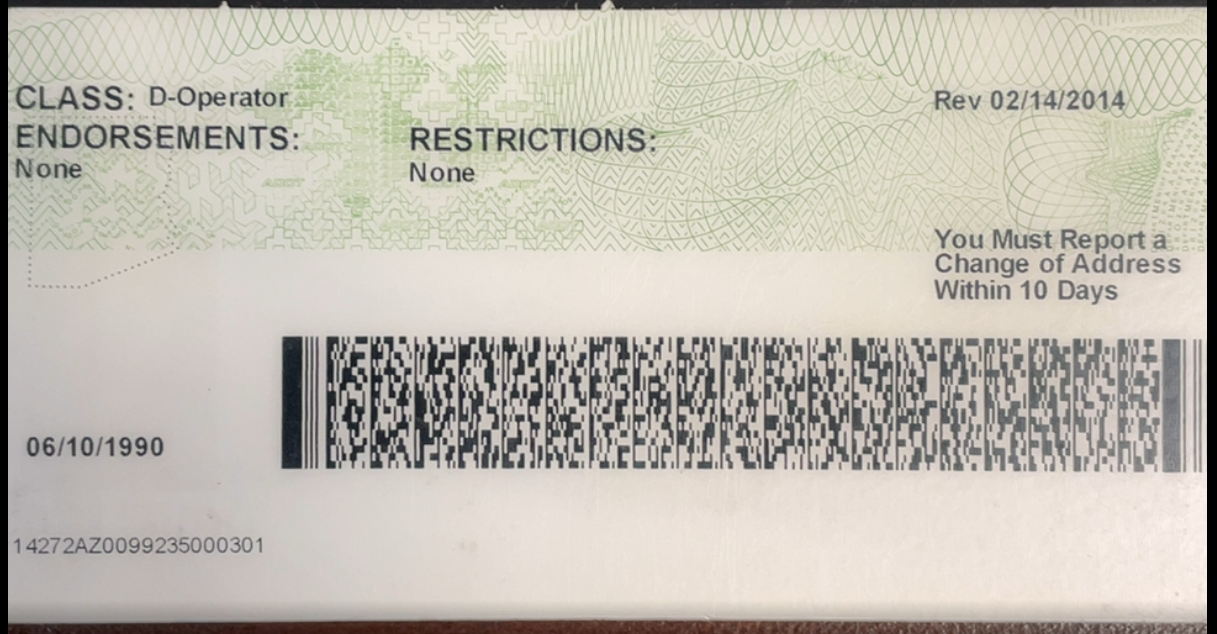 CLASS: D-Operator
Rev 02/14/2014
ENDORSEMENTS:
RESTRICTIONS:
None
None
You Must Report a
Change of Address
Within 10 Days
06/10/1990
14272AZ0099235000301